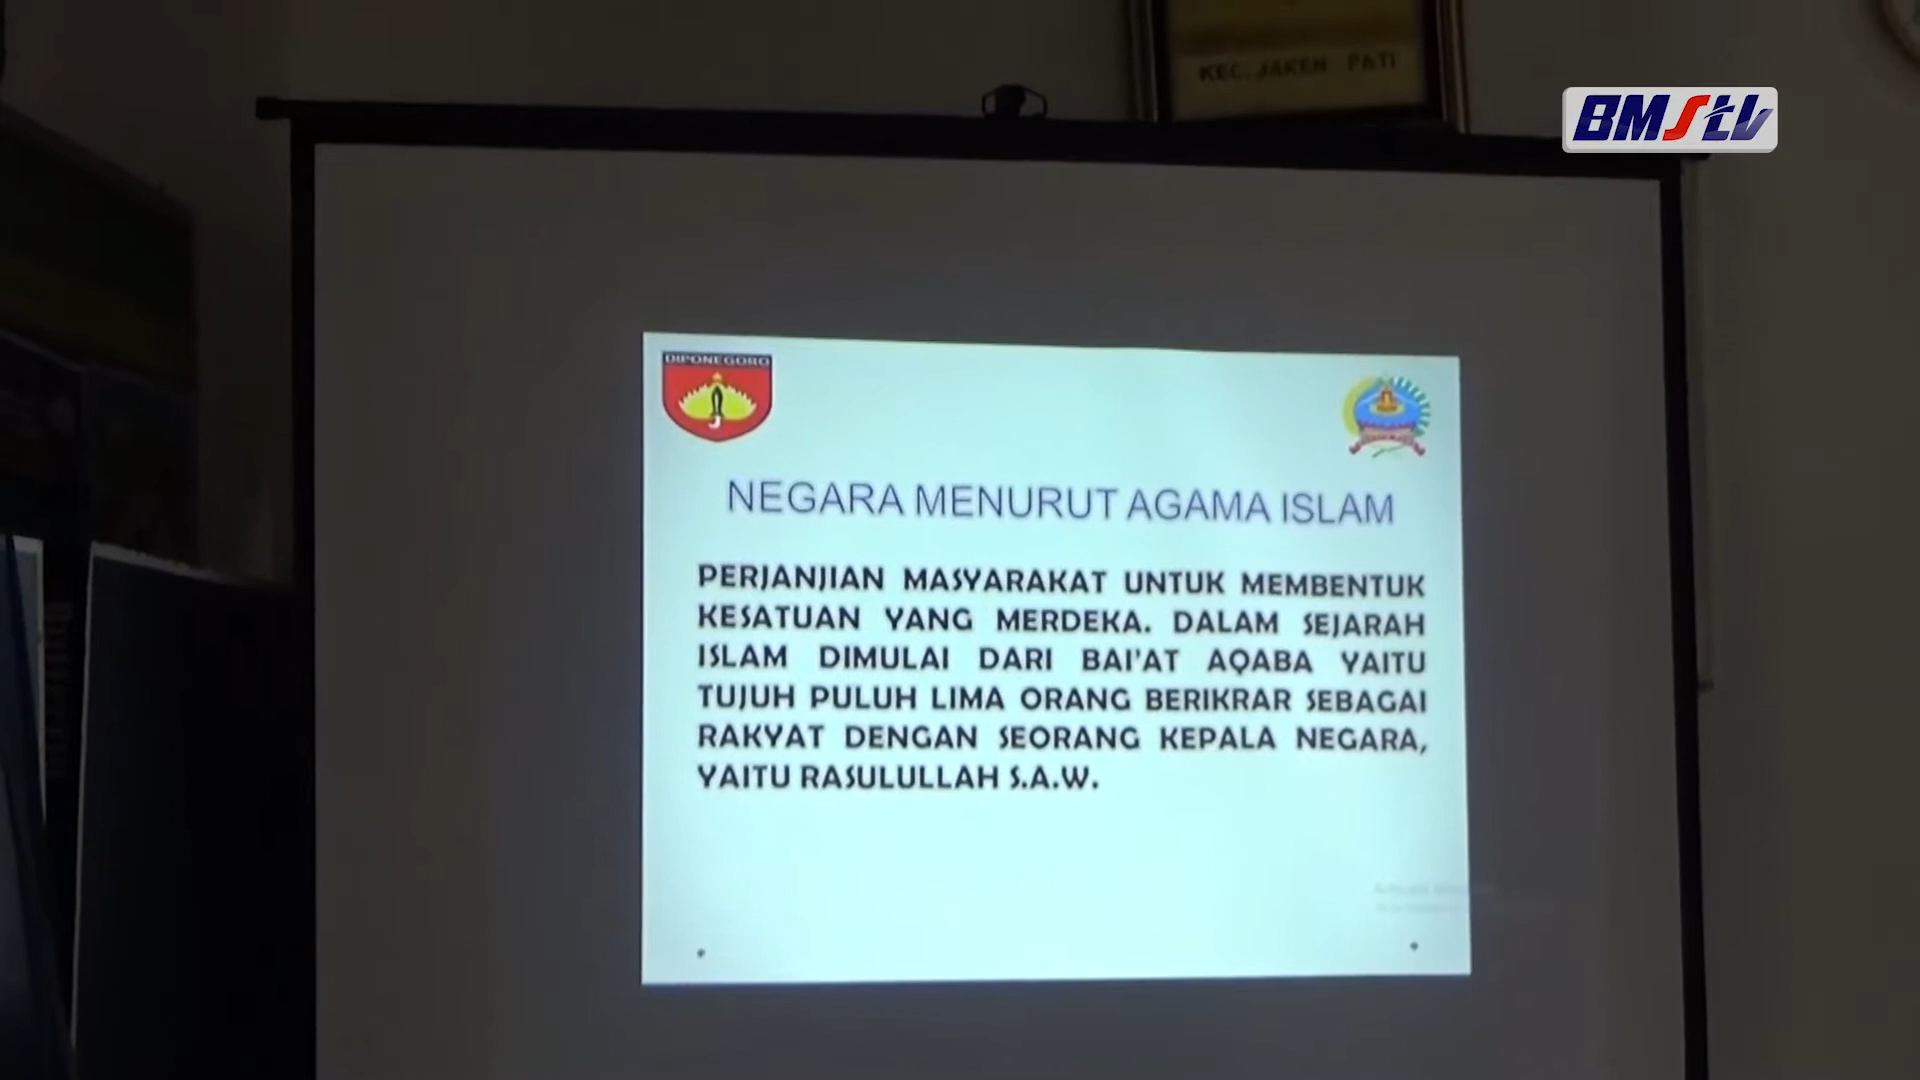 KEC. JAKEN PATI
BMStv
DIPONEGORO
NEGARA MENURUT AGAMA ISLAM
PERJANJIAN MASYARAKAT UNTUK MEMBENTUK
KESATUAN YANG MERDEKA. DALAM SEJARAH
ISLAM DIMULAI DARI BAI'AT AQABA YAITU
TUJUH PULUH LIMA ORANG BERIKRAR SEBAGAI
RAKYAT DENGAN SEORANG KEPALA NEGARA,
YAITU RASULULLAH S.A.W.